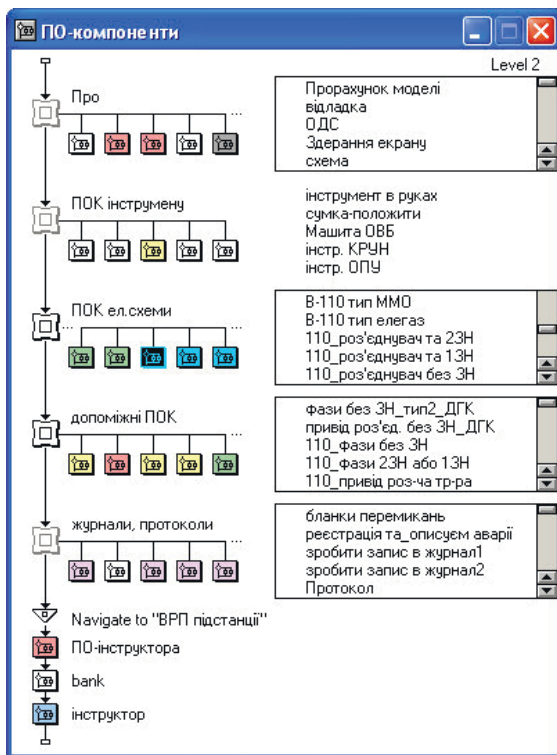 ПО-компоненти
Level 2
Про
...
Прорахунок моделі
відладка
ОДС
Здерання екрану
схема
ПОК інструмену
інструмент в руках
сумка-положити
Машита ОВБ
інстр. КРУН
інстр. ОПУ
ПОК ел.схеми
... ...
В-110 тип ММО
В-110 тип елегаз
110_роз'єднувач та 2ЗН
110_роз'єднувач та 1ЗН
110_роз'єднувач без ЗН
допоміжні ПОК
...
фази без ЗН_тип2_ДГК
привід роз'єд. без ЗН_ДГК
110_фази без ЗН
110_фази 2ЗН або 1ЗН
110_привід роз-ча тр-ра
журнали, протоколи
...
бланки перемикань
реєстрація та_описуєм аварії
зробити запис в журнал1
зробити запис в журнал2
Протокол
Navigate to "ВРП підстанції"
ПО-інструктора
bank
інструктор